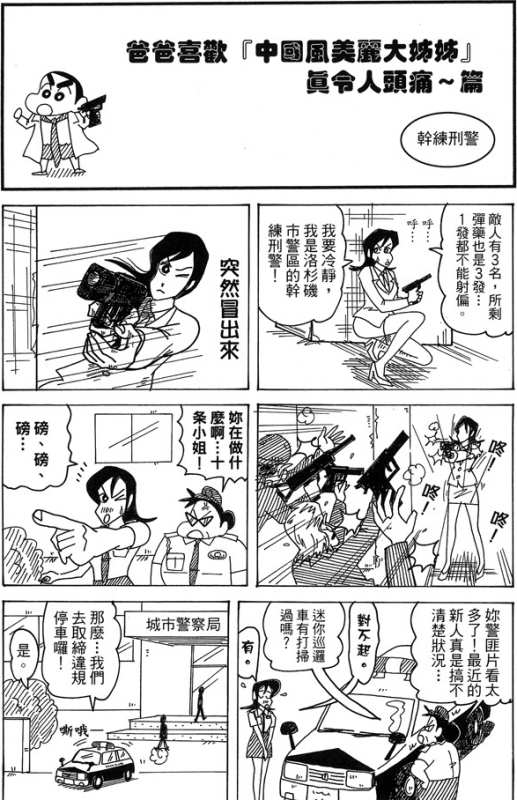 爸爸喜歡『中國風美麗大姊姊』
真令人頭痛~篇
幹練刑警
敵人有3名，所剩
彈藥也是3發…
1發都不能射偏。
呼…
呼…
我要冷靜，
我是洛杉磯
市警區的幹
練刑警！
突然冒出來
咚！
咚！
咚！
妳在做什
麼啊…十
条小姐！
磅、磅、
磅…
妳警匪片看太
多了！最近的
新人真是搞不
清楚狀況…
對不起。
迷你巡邏
車有打掃
過嗎？
有。
城市警察局
那麼…我們
去取締違規
停車囉！
是。
嘶哦